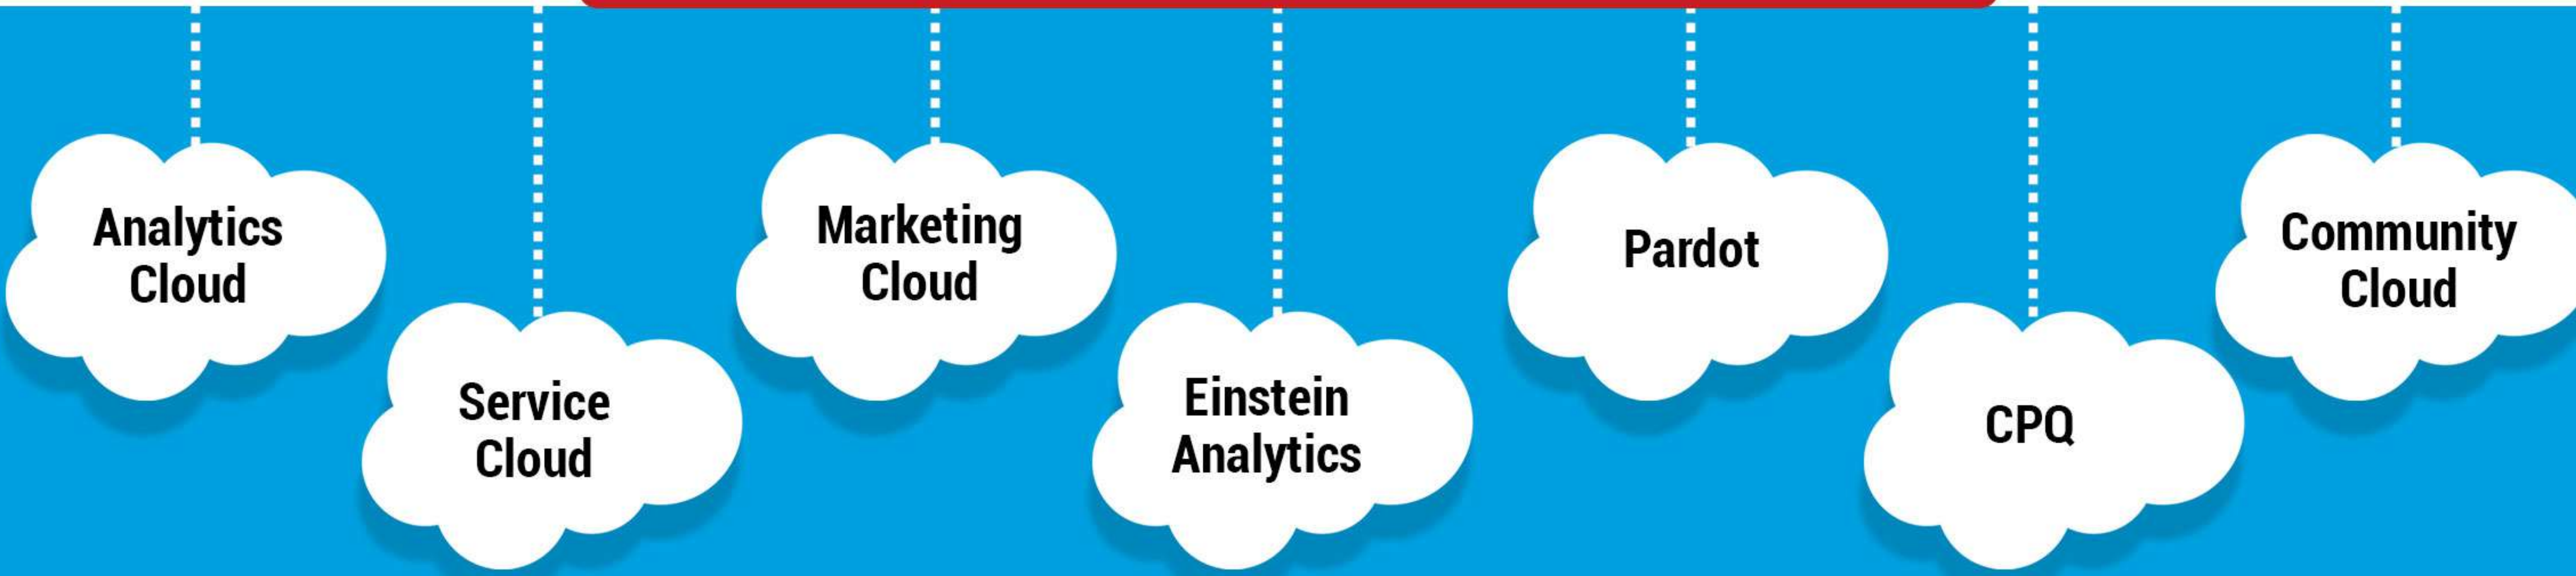 Analytics
Cloud
Service
Cloud
Marketing
Cloud
Einstein
Analytics
Pardot
CPQ
Community
Cloud